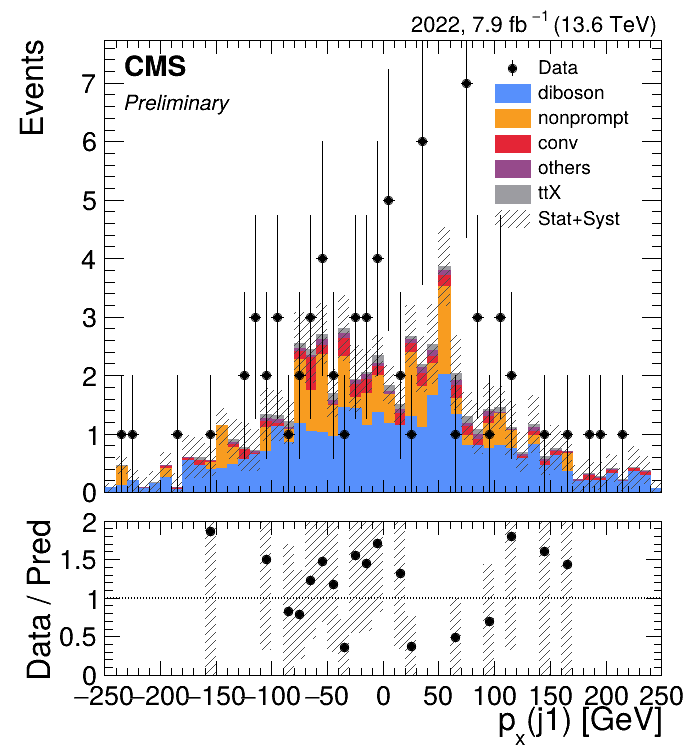 2022, 7.9 fb⁻¹ (13.6 TeV)
CMS
Preliminary
Events
Data
diboson
nonprompt
conv
others
ttX
Stat+Syst
7
6
5
4
3
2
1
0
Data / Pred
2
1.5
1
0.5
0
−250 −200 −150 −100 −50 0 50 100 150 200 250
pₓ(j1) [GeV]